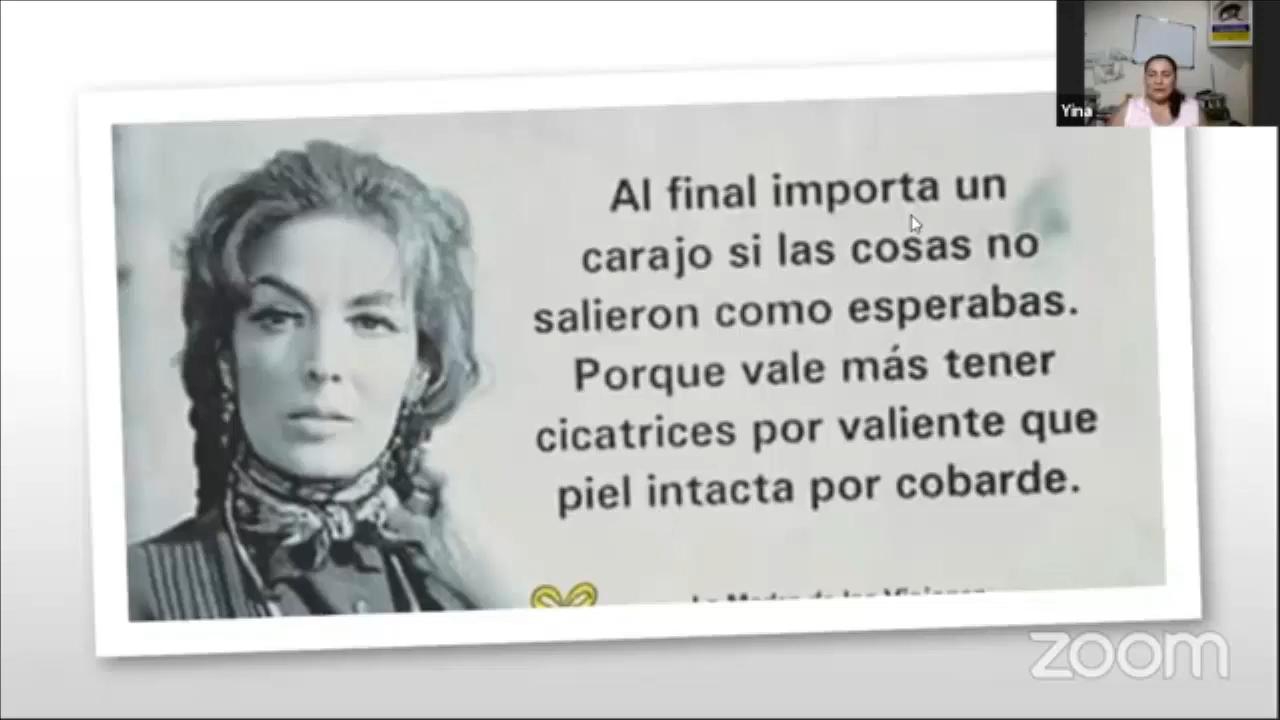 Yina
Al final importa un
carajo si las cosas no
salieron como esperabas.
Porque vale más tener
cicatrices por valiente que
piel intacta por cobarde.
zoom